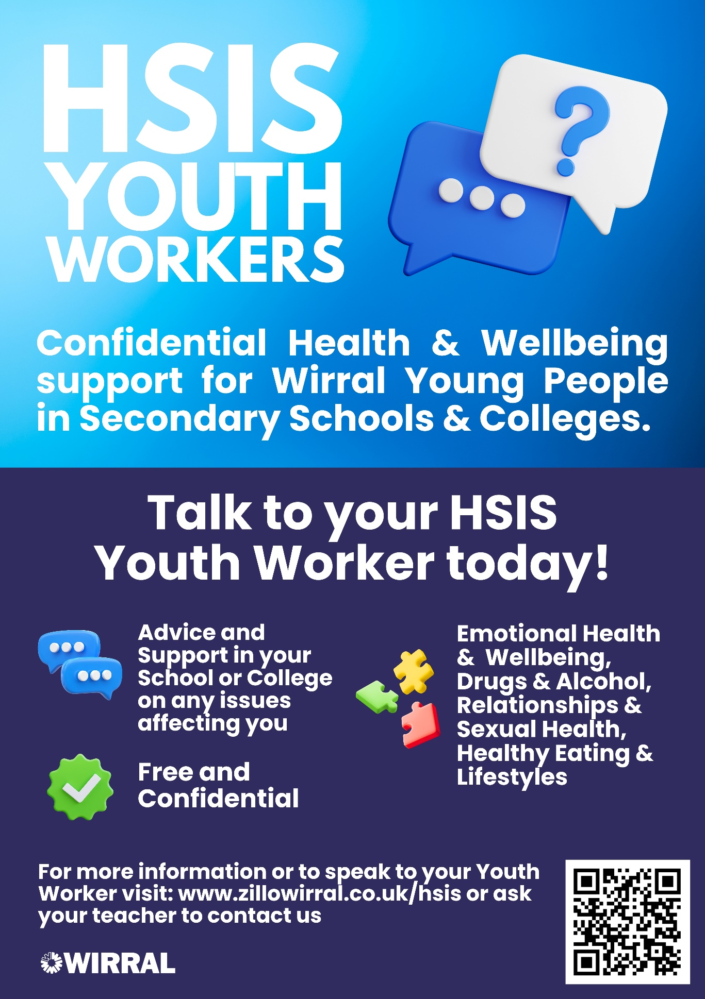 HSIS
YOUTH
WORKERS
Confidential Health & Wellbeing
support for Wirral Young People
in Secondary Schools & Colleges.
Talk to your HSIS
Youth Worker today!
Advice and
Support in your
School or College
on any issues
affecting you
Free and
Confidential
Emotional Health
& Wellbeing,
Drugs & Alcohol,
Relationships &
Sexual Health,
Healthy Eating &
Lifestyles
For more information or to speak to your Youth
Worker visit: www.zillowirral.co.uk/hsis or ask
your teacher to contact us
WIRRAL